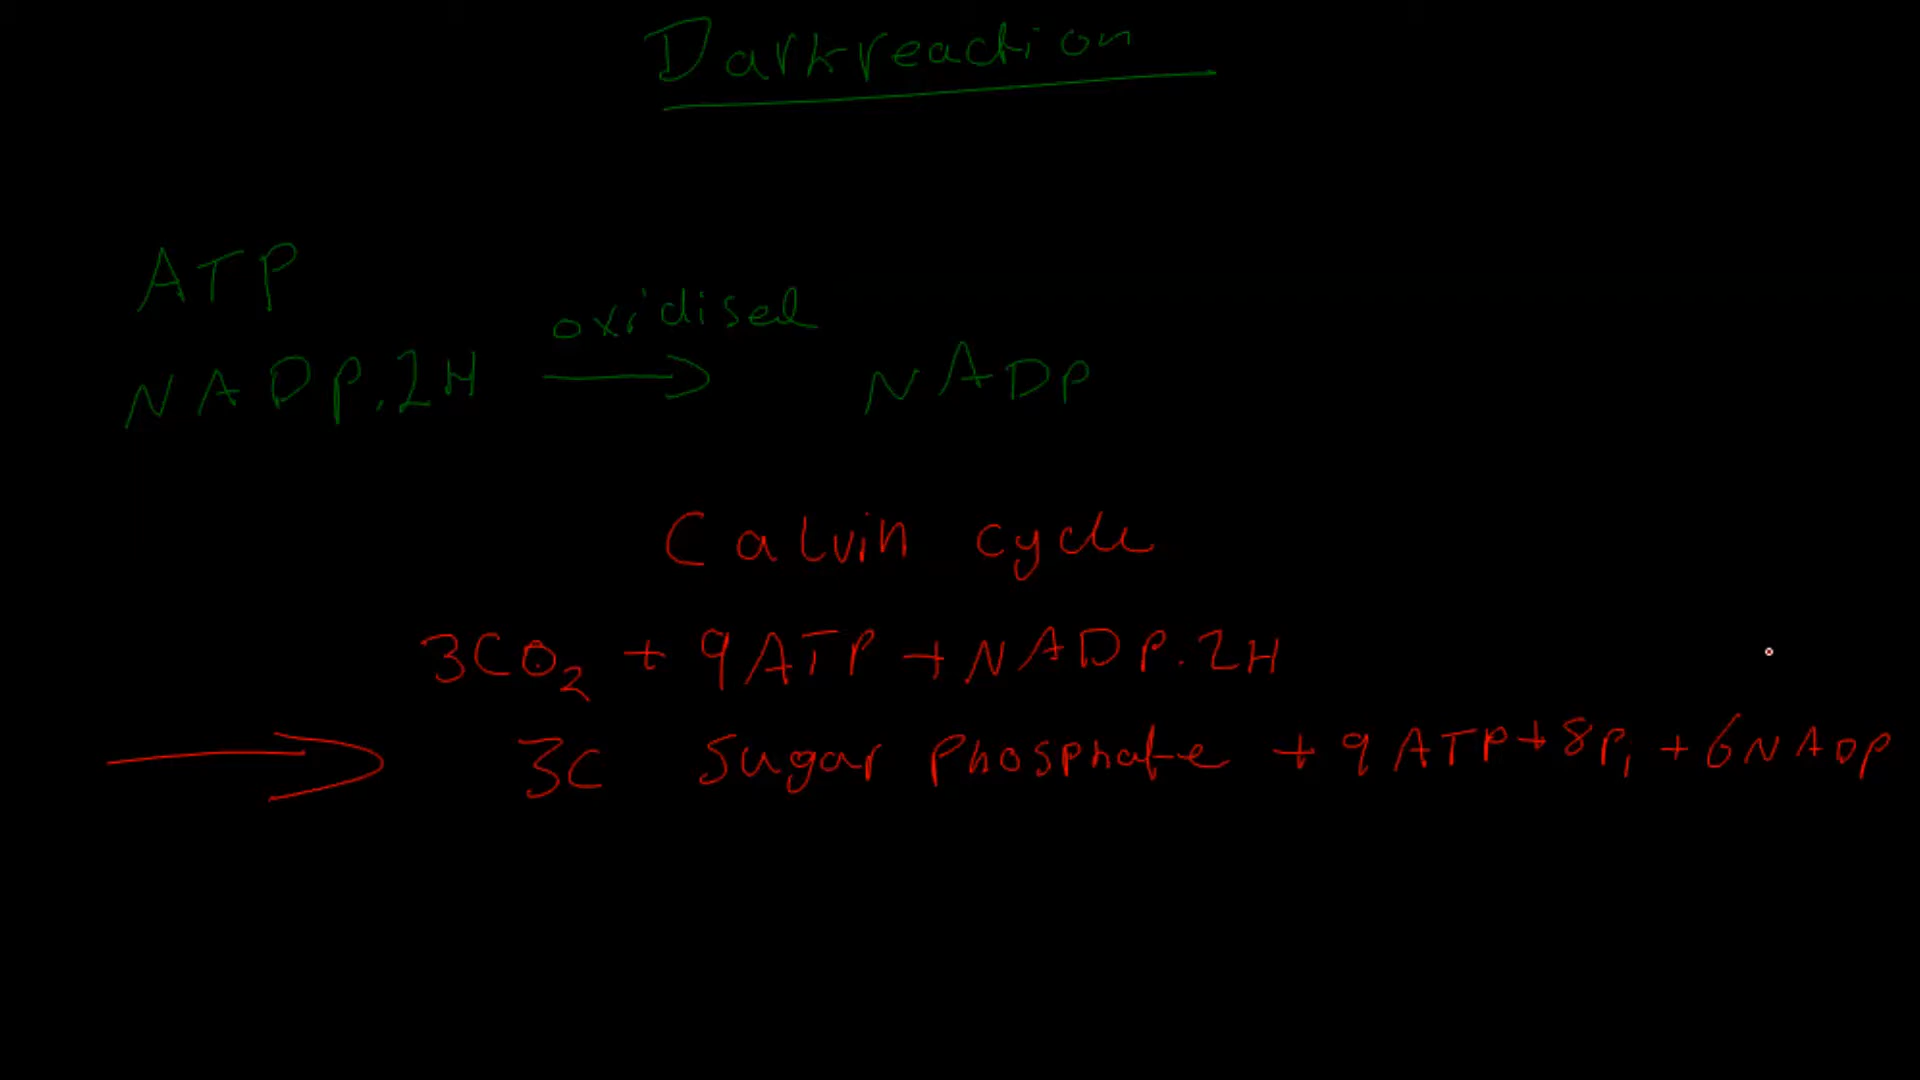 Darkreaction
ATP
oxidised
NADP.2H → NADP
Calvin cycle
3CO₂ + 9ATP + NADP.2H
→ 3C Sugar Phosphate + 9ATP + 8Pi + 6NADP